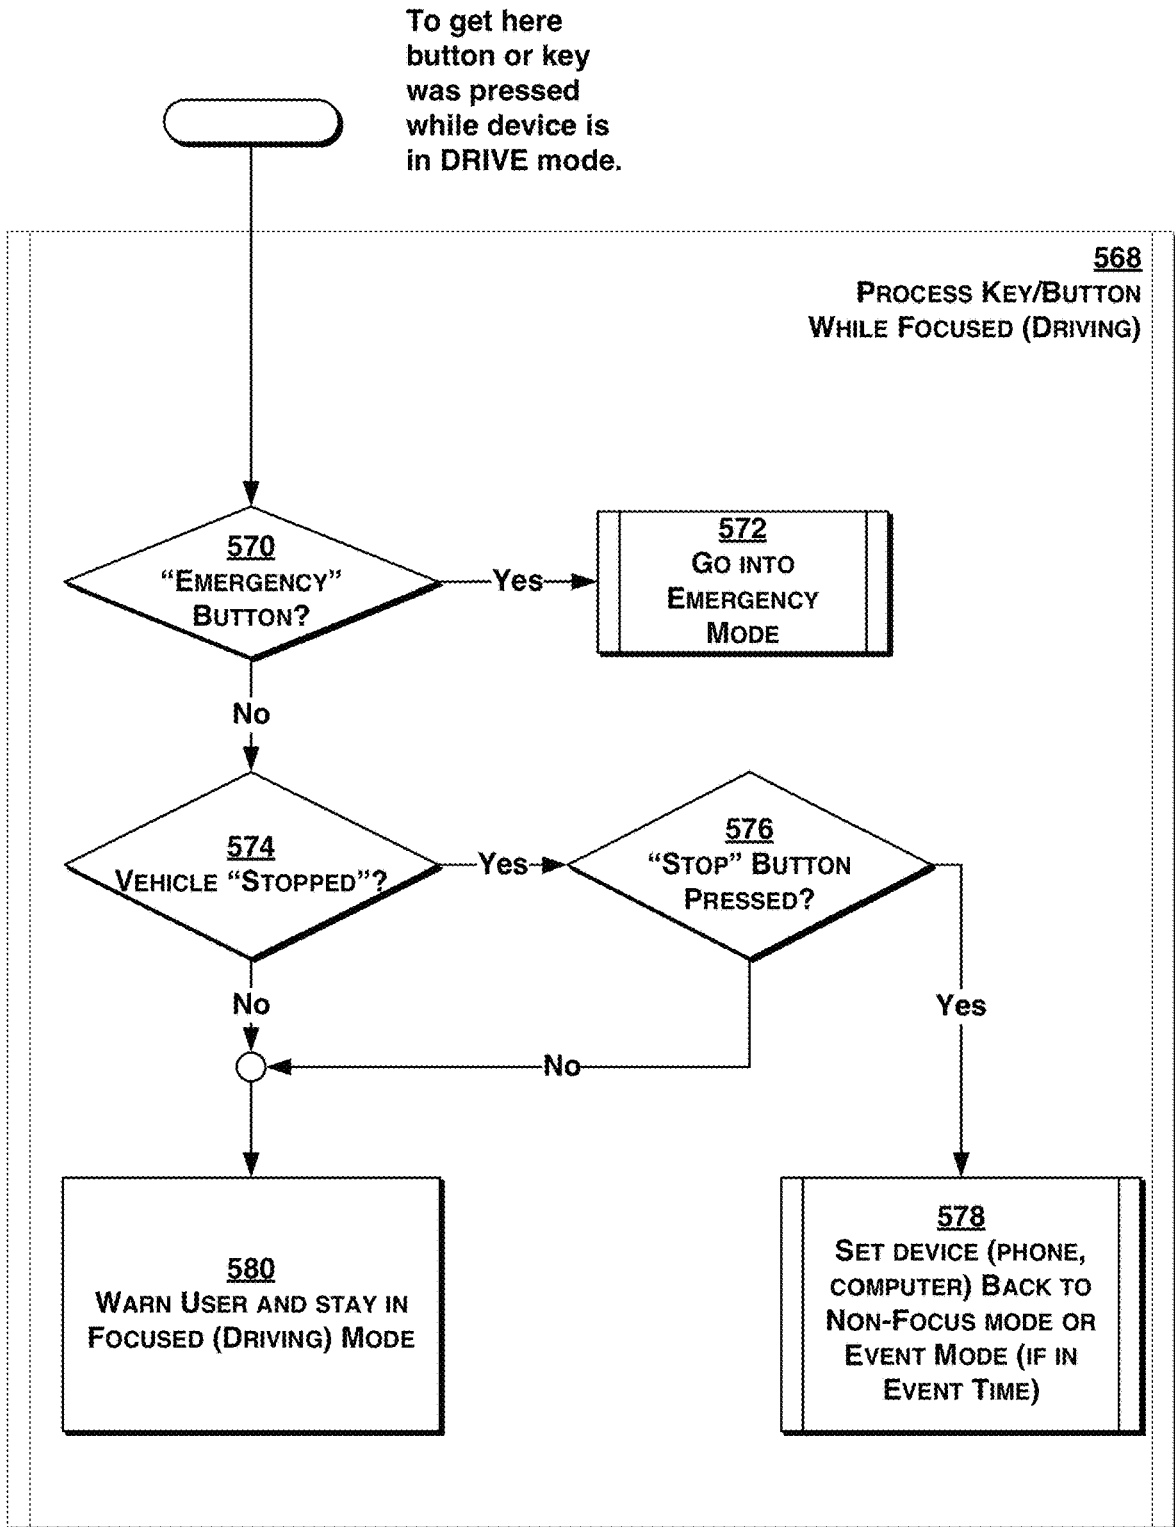 To get here
button or key
was pressed
while device is
in DRIVE mode.
568
PROCESS KEY/BUTTON
WHILE FOCUSED (DRIVING)
570
“EMERGENCY”
BUTTON?
Yes
572
GO INTO
EMERGENCY
MODE
No
574
VEHICLE “STOPPED”?
Yes
576
“STOP” BUTTON
PRESSED?
No
Yes
No
580
WARN USER AND STAY IN
FOCUSED (DRIVING) MODE
578
SET DEVICE (PHONE,
COMPUTER) BACK TO
NON-FOCUS MODE OR
EVENT MODE (IF IN
EVENT TIME)